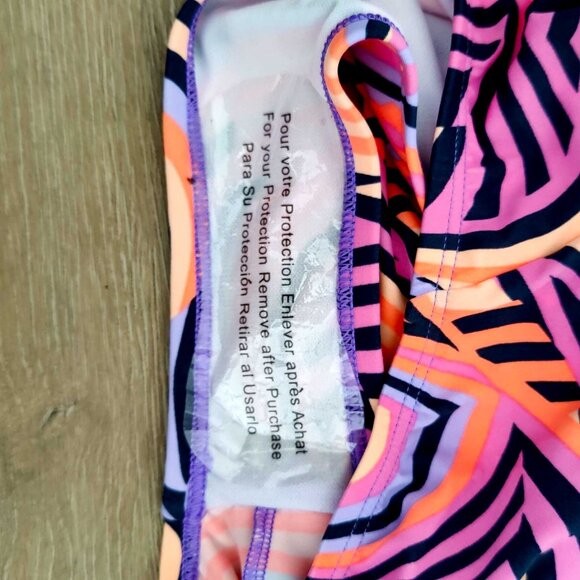 Pour votre Protection Enlever après Achat
For your Protection Remove after Purchase
Para Su Protección Retirar al Usarlo